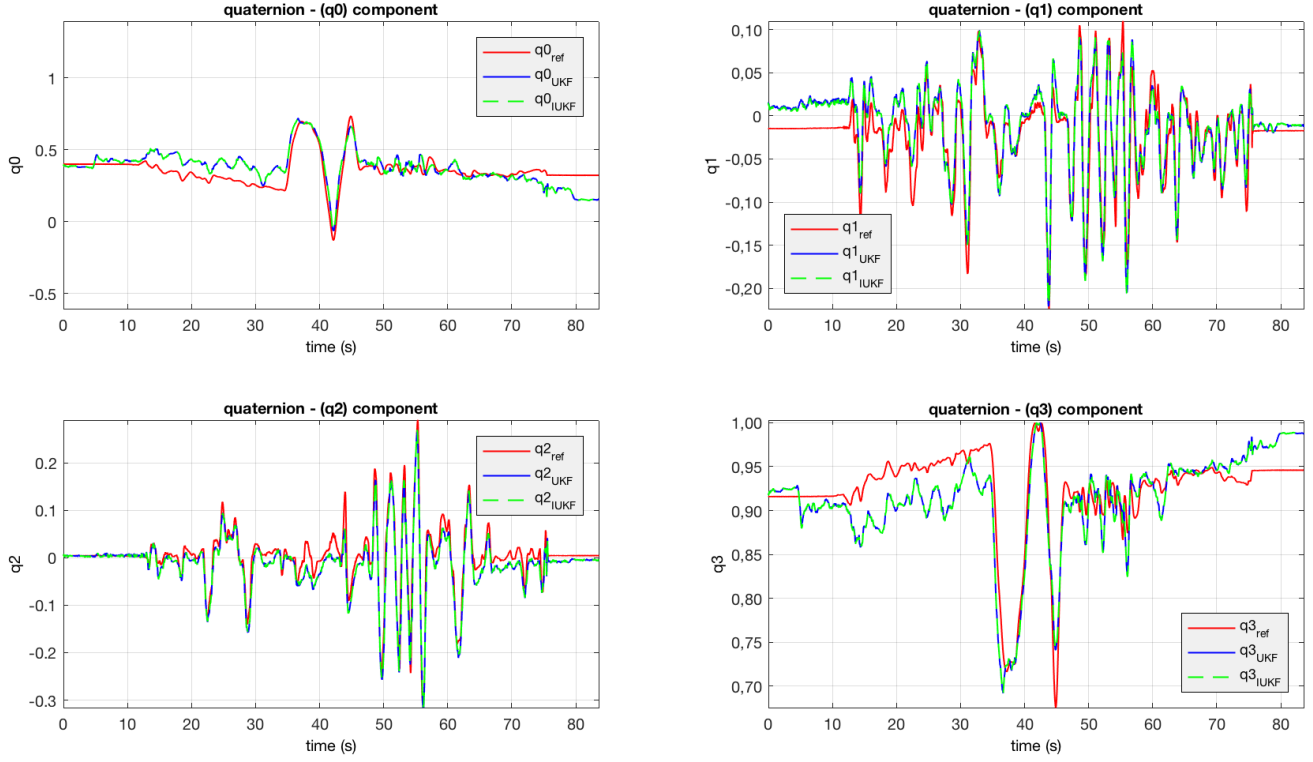 quaternion - (q0) component
1
0.5
0
-0.5
q0
q0ref
q0UKF
q0IUKF
0 10 20 30 40 50 60 70 80
time (s)
quaternion - (q1) component
0,10
0,05
0
-0,05
-0,10
-0,15
-0,20
q1
q1ref
q1UKF
q1IUKF
0 10 20 30 40 50 60 70 80
time (s)
quaternion - (q2) component
0.2
0.1
0
-0.1
-0.2
-0.3
q2
q2ref
q2UKF
q2IUKF
0 10 20 30 40 50 60 70 80
time (s)
quaternion - (q3) component
1,00
0,95
0,90
0,85
0,80
0,75
0,70
q3
q3ref
q3UKF
q3IUKF
0 10 20 30 40 50 60 70 80
time (s)